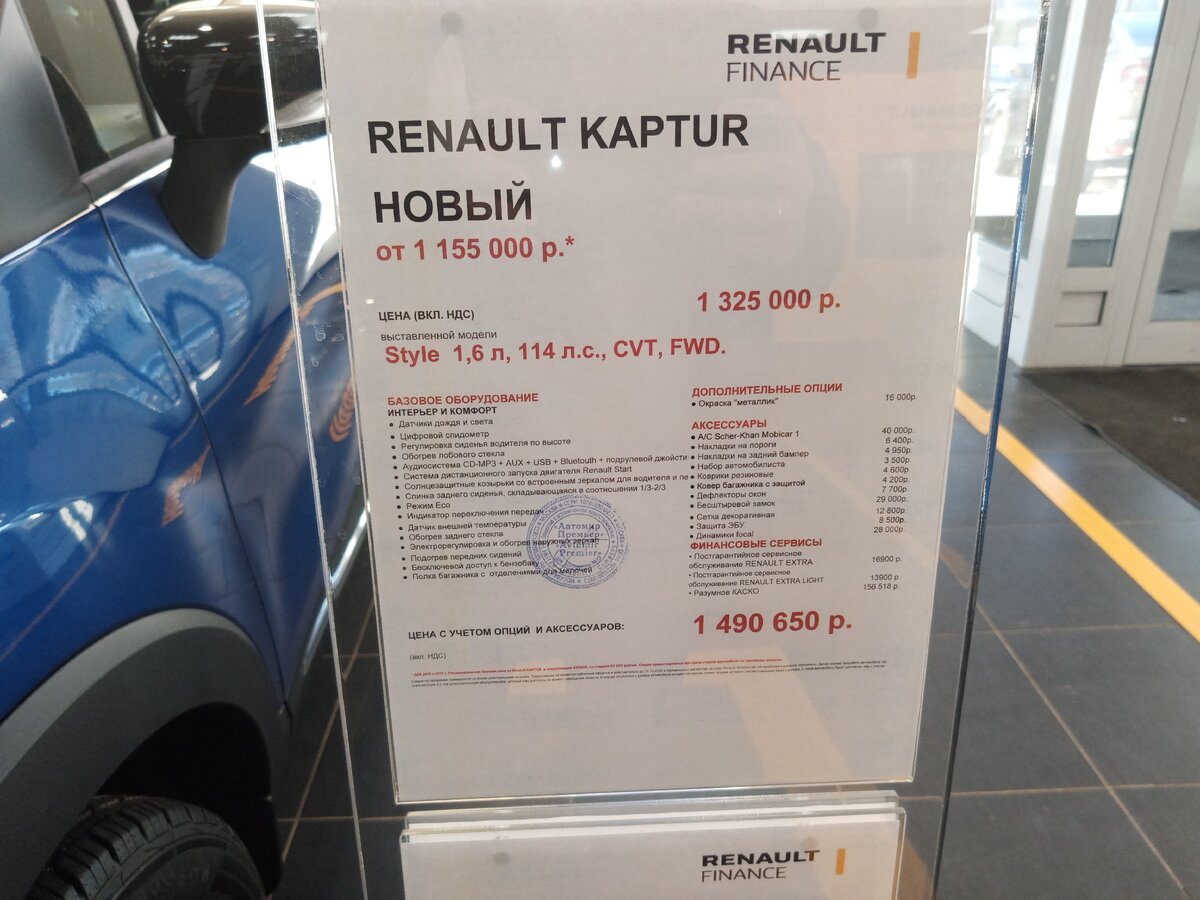 RENAULT
FINANCE
RENAULT KAPTUR
НОВЫЙ
от 1 155 000 р.*
ЦЕНА (ВКЛ. НДС)
1 325 000 р.
выставленной модели
Style 1,6 л, 114 л.с., CVT, FWD.
БАЗОВОЕ ОБОРУДОВАНИЕ
ИНТЕРЬЕР И КОМФОРТ
• Датчики дождя и света
• Цифровой спидометр
• Регулировка сиденья водителя по высоте
• Обогрев лобового стекла
• Аудиосистема CD-MP3 + AUX + USB + Bluetouth + подрулевой джойсти
• Система дистанционного запуска двигателя Renault Start
• Солнцезащитные козырьки со встроенным зеркалом для водителя и пе
• Спинка заднего сиденья, складывающаяся в соотношении 1/3-2/3
• Режим Eco
• Индикатор переключения передач
• Датчик внешней температуры
• Обогрев заднего стекла
• Электрорегулировка и обогрев наружных зеркал
• Подогрев передних сидений
• Бесключевой доступ к бензобаку
• Полка багажника с отделениями для мелочей
Автомир
Премьер
Avtomir
Premier
ДОПОЛНИТЕЛЬНЫЕ ОПЦИИ
• Окраска "металлик" 16 000р.
АКСЕССУАРЫ
• A/C Scher-Khan Mobicar 1 40 000р.
• Накладки на пороги 6 400р.
• Накладки на задний бампер 4 950р.
• Набор автомобилиста 3 500р
• Коврики резиновые 4 600р.
• Ковер багажника с защитой 4 200р.
• Дефлекторы окон 7 700р.
• Бесштыревой замок 29 000р.
• Сетка декоративная 12 800р.
• Защита ЭБУ 8 500р.
• Динамики focal 28 000р.
ФИНАНСОВЫЕ СЕРВИСЫ
• Постгарантийное сервисное
обслуживание RENAULT EXTRA 16900 р.
• Постгарантийное сервисное
обслуживание RENAULT EXTRA LIGHT 13900 р.
• Разумное КАСКО 156 518 р.
ЦЕНА С УЧЕТОМ ОПЦИЙ И АКСЕССУАРОВ:
1 490 650 р.
(вкл. НДС)
RENAULT
FINANCE